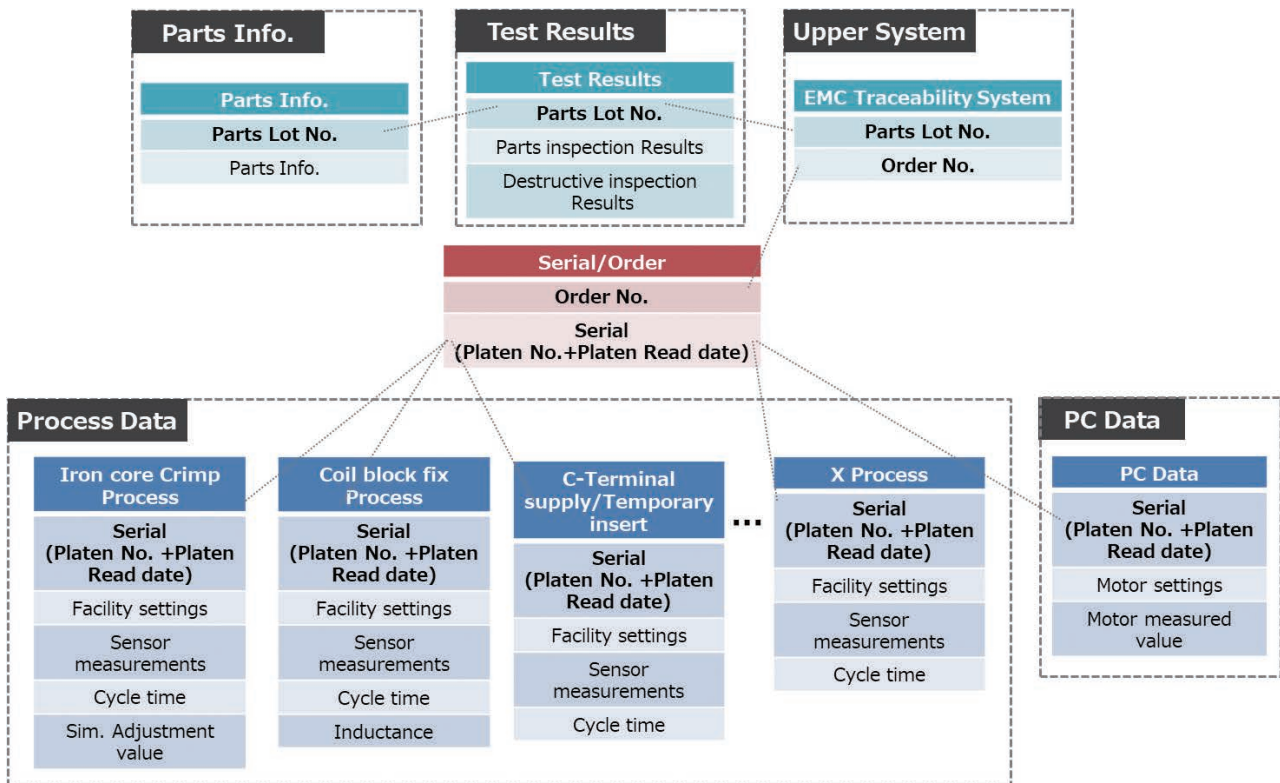 Parts Info.
Parts Info.
Parts Lot No.
Parts Info.
Test Results
Test Results
Parts Lot No.
Parts inspection Results
Destructive inspection
Results
Upper System
EMC Traceability System
Parts Lot No.
Order No.
Serial/Order
Order No.
Serial
(Platen No.+Platen Read date)
Process Data
Iron core Crimp
Process
Serial
(Platen No. +Platen
Read date)
Facility settings
Sensor
measurements
Cycle time
Sim. Adjustment
value
Coil block fix
Process
Serial
(Platen No. +Platen
Read date)
Facility settings
Sensor
measurements
Cycle time
Inductance
C-Terminal
supply/Temporary
insert
Serial
(Platen No. +Platen
Read date)
Facility settings
Sensor
measurements
Cycle time
...
X Process
Serial
(Platen No. +Platen
Read date)
Facility settings
Sensor
measurements
Cycle time
PC Data
PC Data
Serial
(Platen No. +Platen
Read date)
Motor settings
Motor measured
value